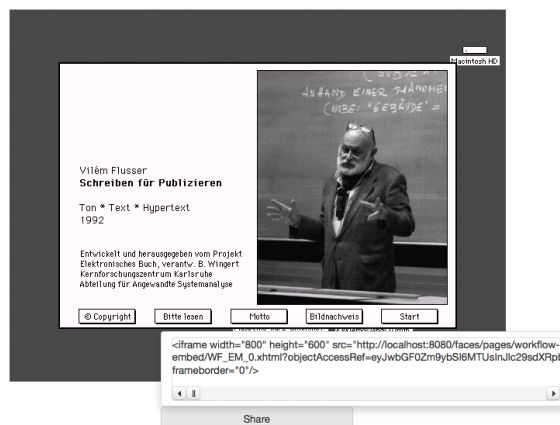 Macintosh HD
(SUBJE
ANHAND EINER PHÄNOME
(WOBEI "GEBÄUDE" =
Vilém Flusser
Schreiben für Publizieren
Ton * Text * Hypertext
1992
Entwickelt und herausgegeben vom Projekt
Elektronisches Buch, verantw. B. Wingert
Kernforschungszentrum Karlsruhe
Abteilung für Angewandte Systemanalyse
© Copyright
Bitte lesen
Motto
Bildnachweis
Start
<iframe width="800" height="600" src="http://localhost:8080/faces/pages/workflow-
embed/WF_EM_0.xhtml?objectAccessRef=eyJwbGF0Zm9ybSI6MTUsInJlc29sdXRpb
frameborder="0"/>
Share